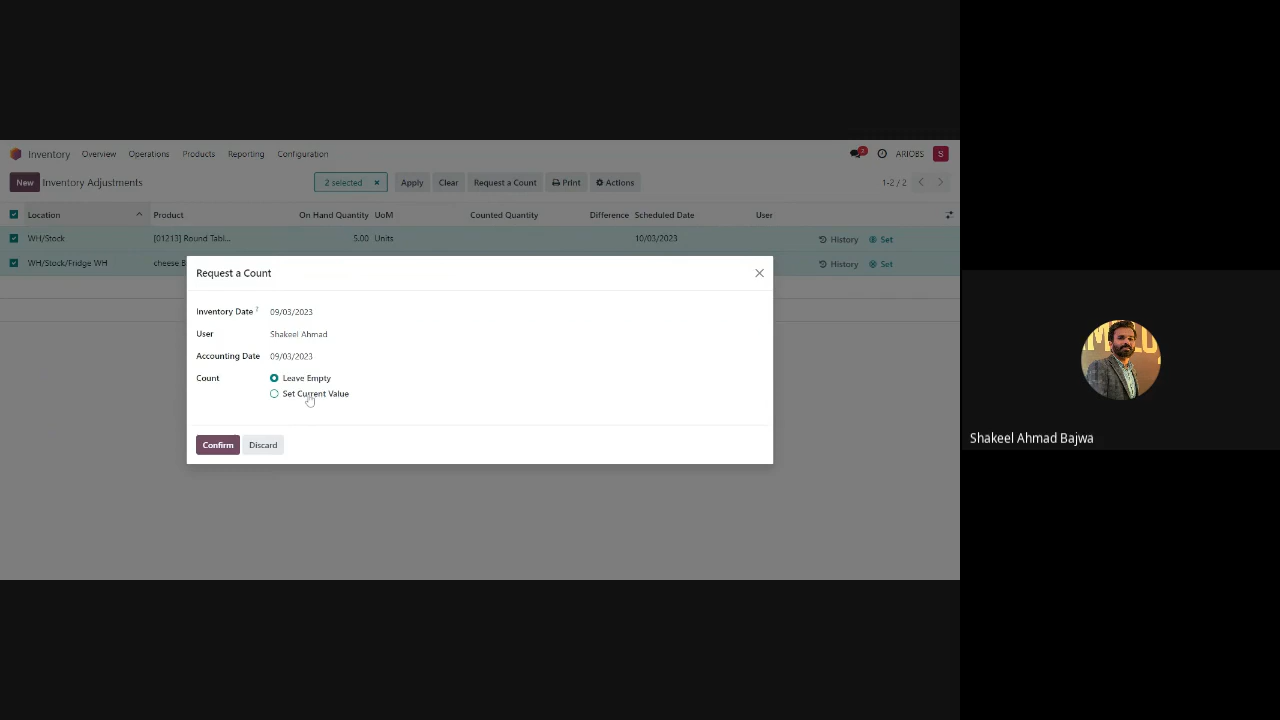 Inventory Overview Operations Products Reporting Configuration ARIOBS S
New Inventory Adjustments 2 selected × Apply Clear Request a Count Print Actions 1-2 / 2
Location Product On Hand Quantity UoM Counted Quantity Difference Scheduled Date User
WH/Stock [01213] Round Tabl... 5.00 Units 10/03/2023 History Set
WH/Stock/Fridge WH cheese B History Set
Request a Count
Inventory Date ? 09/03/2023
User Shakeel Ahmad
Accounting Date 09/03/2023
Count Leave Empty
Set Current Value
Confirm Discard
Shakeel Ahmad Bajwa